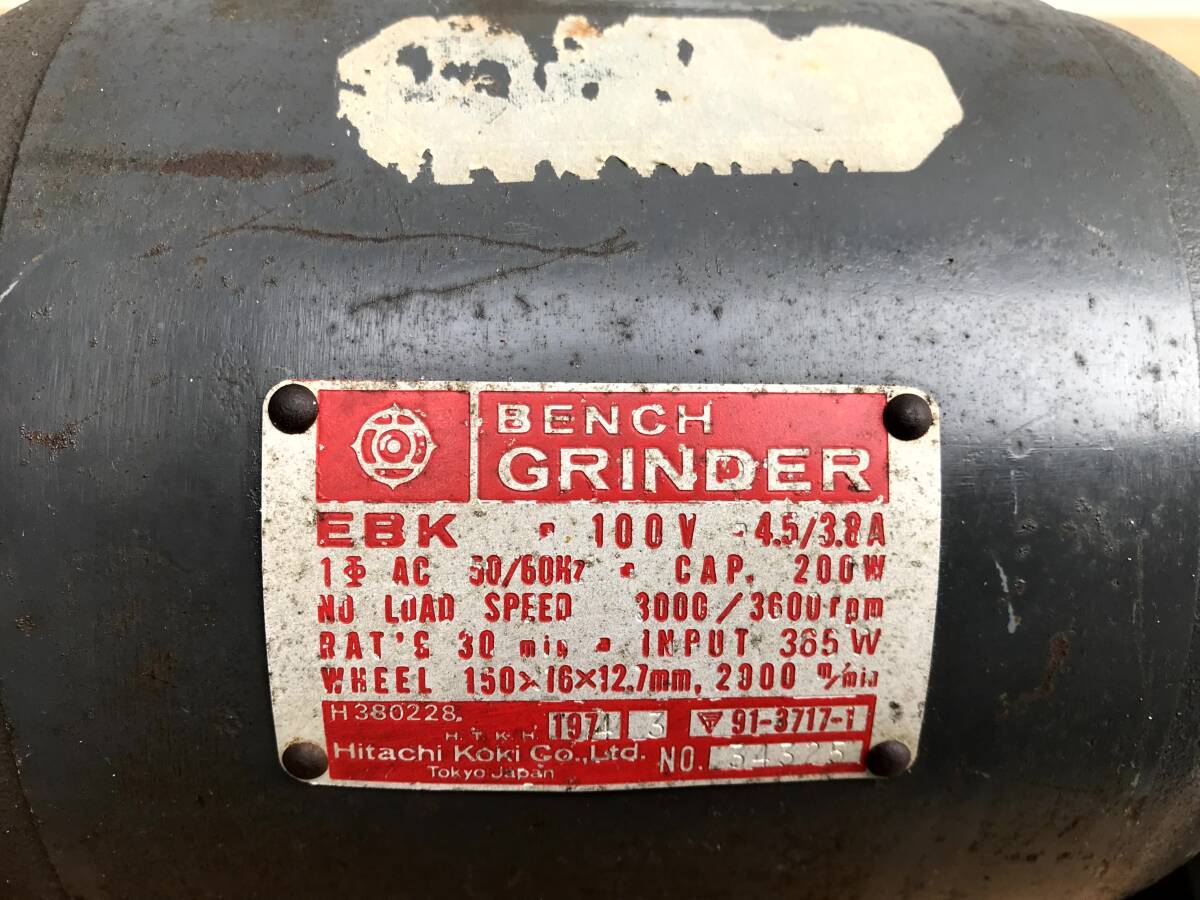 BENCH
GRINDER
EBK - 100V - 4.5/3.8A
1Φ AC 50/60Hz - CAP. 200W
NO LOAD SPEED 3000/3600rpm
RAT'G 30 min - INPUT 365W
WHEEL 150×16×12.7mm, 2900 m/min
H380228.
H.T.K.H. 1974 3 ▽ 91-3717-1
Hitachi Koki Co.,Ltd. NO. 34325
Tokyo Japan